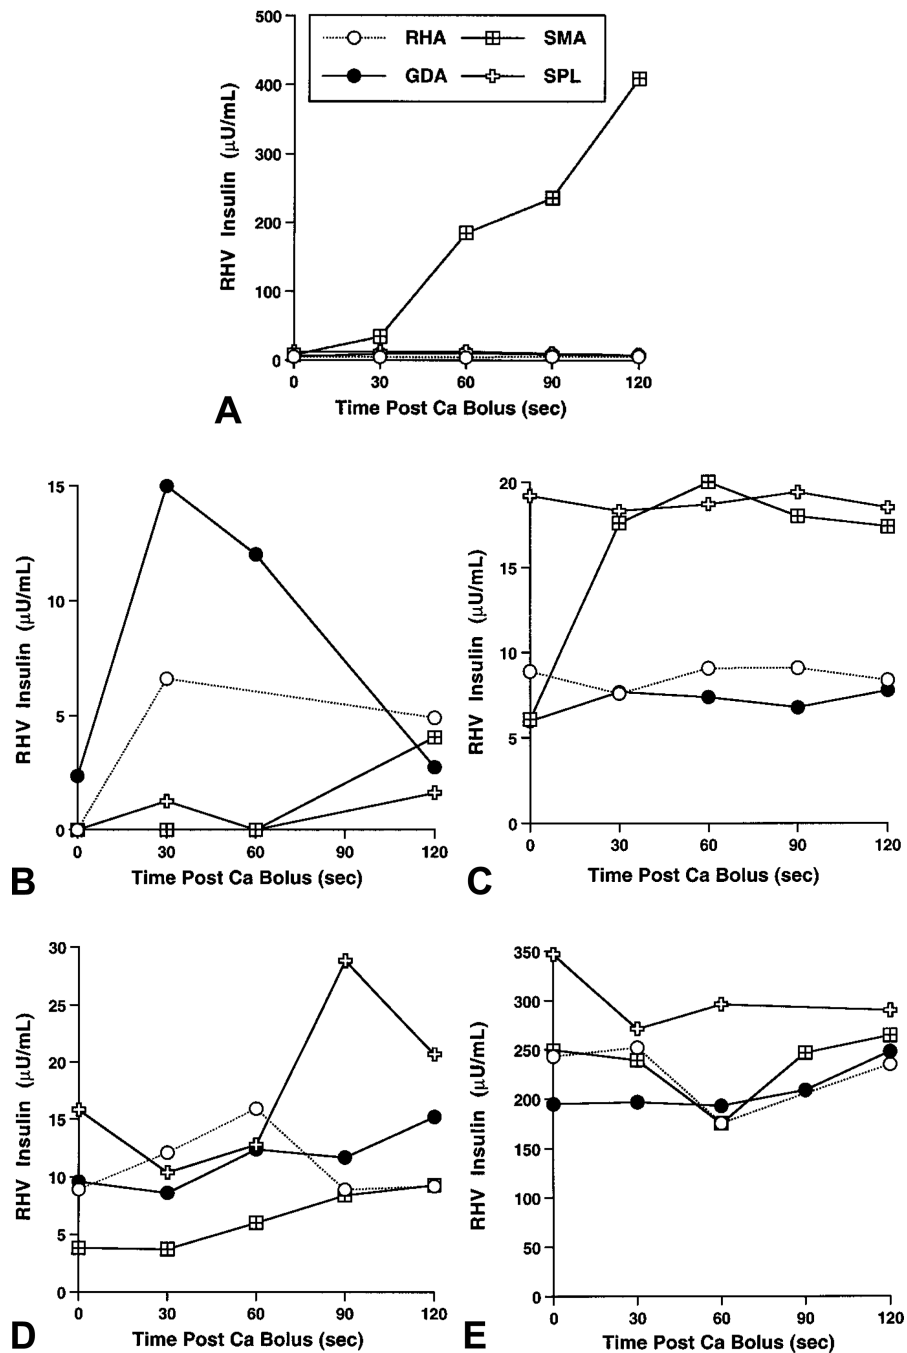 500
400
300
200
100
0
RHV Insulin (µU/mL)
RHA SMA
GDA SPL
0 30 60 90 120
Time Post Ca Bolus (sec)
A
15
10
5
0
RHV Insulin (µU/mL)
0 30 60 90 120
Time Post Ca Bolus (sec)
B
20
15
10
5
0
RHV Insulin (µU/mL)
0 30 60 90 120
Time Post Ca Bolus (sec)
C
30
25
20
15
10
5
0
RHV Insulin (µU/mL)
0 30 60 90 120
Time Post Ca Bolus (sec)
D
350
300
250
200
150
100
50
0
RHV Insulin (µU/mL)
0 30 60 90 120
Time Post Ca Bolus (sec)
E